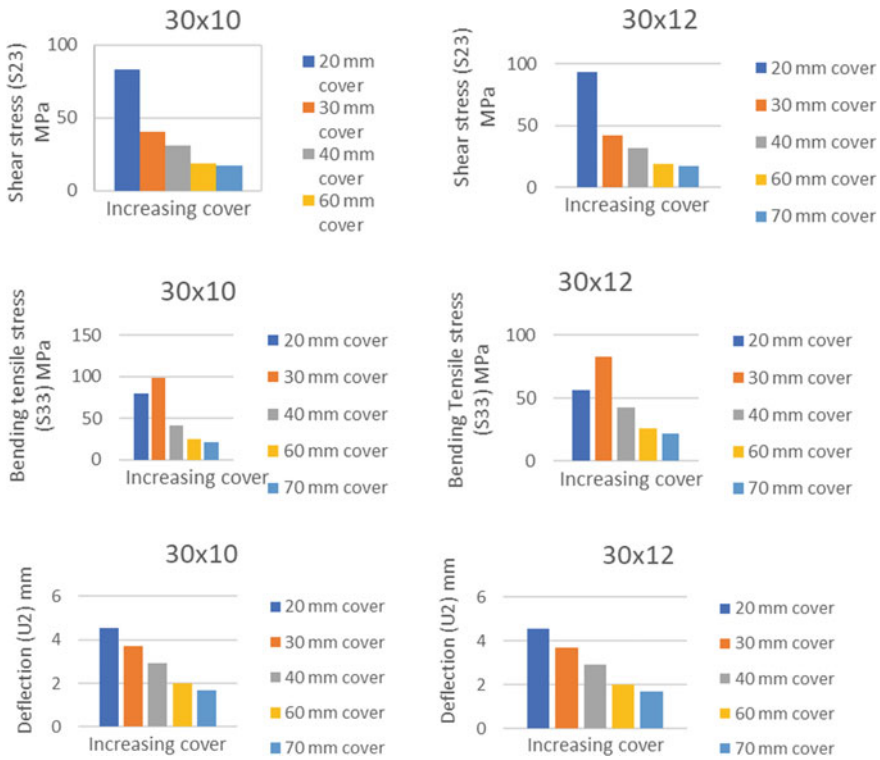 30x10
Shear stress (S23)
MPa
100
50
0
Increasing cover
20 mm
cover
30 mm
cover
40 mm
cover
60 mm
cover
30x12
Shear stress (S23)
MPa
100
50
0
Increasing cover
20 mm cover
30 mm cover
40 mm cover
60 mm cover
70 mm cover
30x10
Bending tensile stress
(S33) MPa
150
100
50
0
Increasing cover
20 mm cover
30 mm cover
40 mm cover
60 mm cover
70 mm cover
30x12
Bending Tensile stress
(S33) MPa
100
50
0
Increasing cover
20 mm cover
30 mm cover
40 mm cover
60 mm cover
70 mm cover
30x10
Deflection (U2) mm
6
4
2
0
Increasing cover
20 mm cover
30 mm cover
40 mm cover
60 mm cover
70 mm cover
30x12
Deflection (U2) mm
6
4
2
0
Increasing cover
20 mm cover
30 mm cover
40 mm cover
60 mm cover
70 mm cover